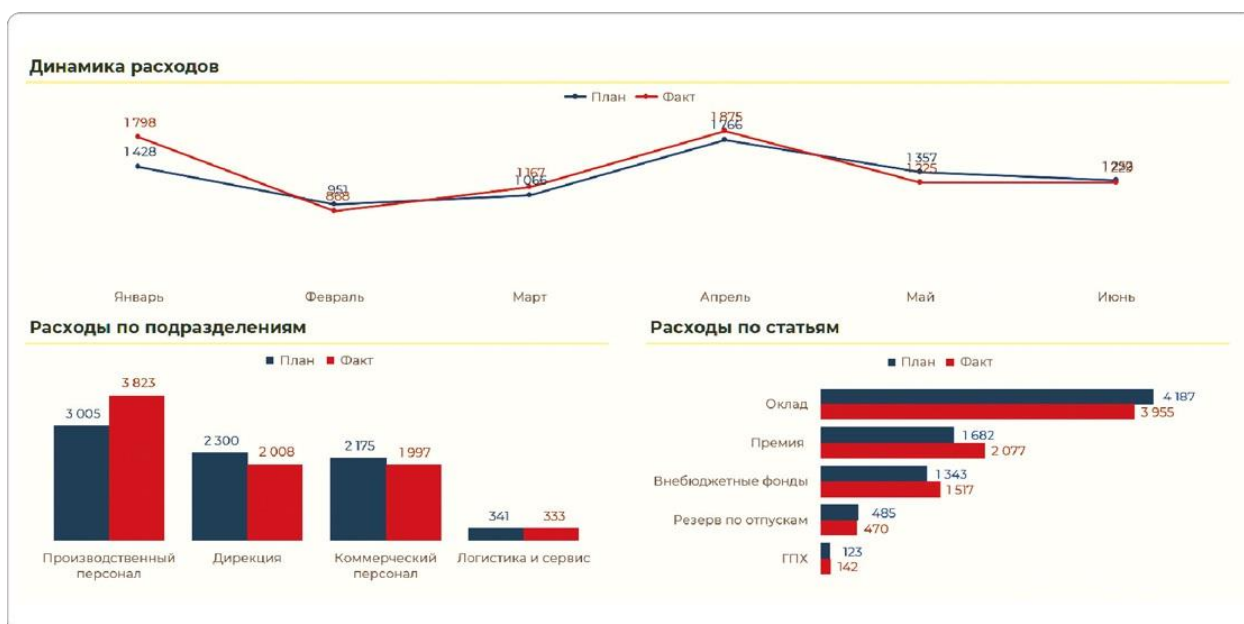 Динамика расходов
План Факт
1 798
1 428
951
868
1 167
1 066
1 875
1 766
1 357
1 225
Январь Февраль Март Апрель Май Июнь
Расходы по подразделениям
План Факт
3 005
3 823
2 300
2 008
2 175
1 997
341
333
Производственный
персонал
Дирекция
Коммерческий
персонал
Логистика и сервис
Расходы по статьям
План Факт
Оклад
4 187
3 955
Премия
1 682
2 077
Внебюджетные фонды
1 343
1 517
Резерв по отпускам
485
470
ГПХ
123
142